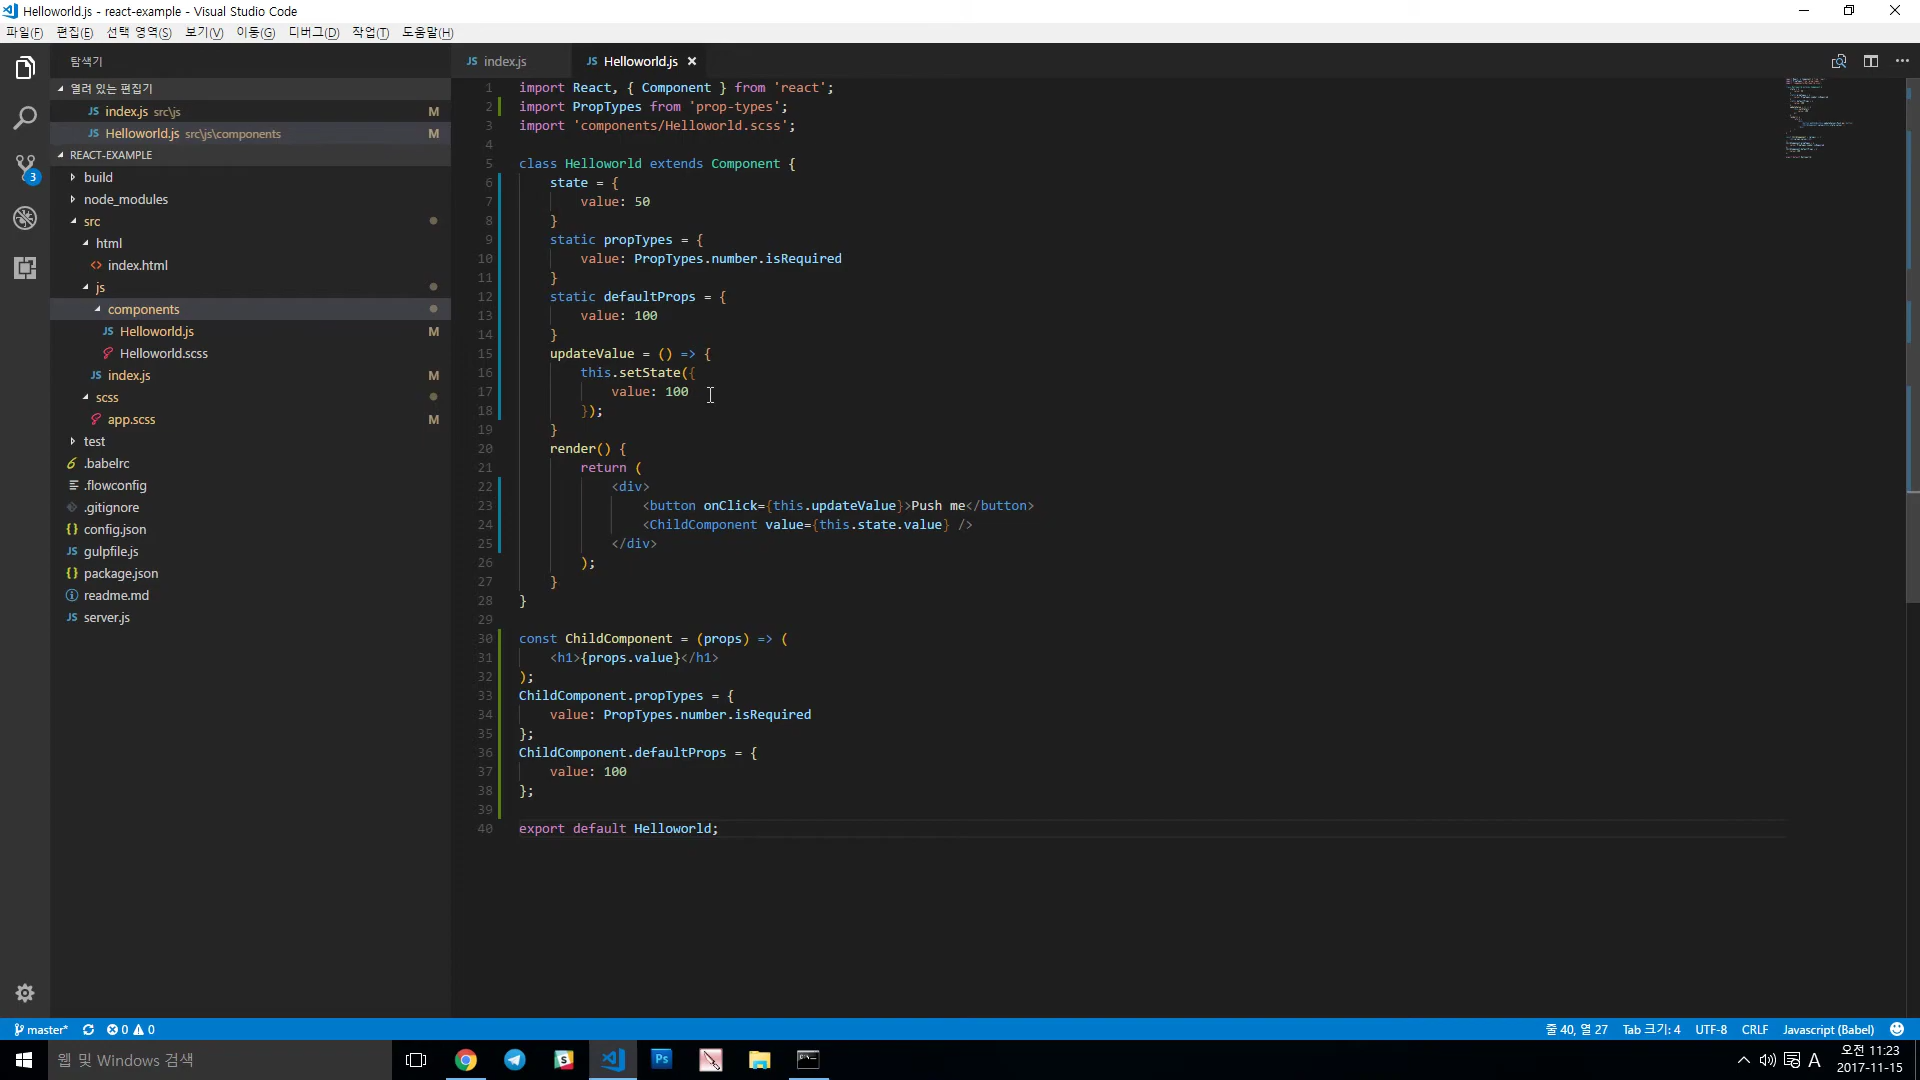 Helloworld.js - react-example - Visual Studio Code
파일(F) 편집(E) 선택 영역(S) 보기(V) 이동(G) 디버그(D) 작업(T) 도움말(H)
탐색기
열려 있는 편집기
JS index.js src\js M
JS Helloworld.js src\js\components M
REACT-EXAMPLE
build
node_modules
src
html
<> index.html
js
components
JS Helloworld.js M
Helloworld.scss
JS index.js M
scss
app.scss M
test
.babelrc
.flowconfig
.gitignore
{} config.json
JS gulpfile.js
{} package.json
readme.md
JS server.js
3
JS index.js
JS Helloworld.js
1 import React, { Component } from 'react';
2 import PropTypes from 'prop-types';
3 import 'components/Helloworld.scss';
4
5 class Helloworld extends Component {
6 state = {
7 value: 50
8 }
9 static propTypes = {
10 value: PropTypes.number.isRequired
11 }
12 static defaultProps = {
13 value: 100
14 }
15 updateValue = () => {
16 this.setState({
17 value: 100
18 });
19 }
20 render() {
21 return (
22 <div>
23 <button onClick={this.updateValue}>Push me</button>
24 <ChildComponent value={this.state.value} />
25 </div>
26 );
27 }
28 }
29
30 const ChildComponent = (props) => (
31 <h1>{props.value}</h1>
32 );
33 ChildComponent.propTypes = {
34 value: PropTypes.number.isRequired
35 };
36 ChildComponent.defaultProps = {
37 value: 100
38 };
39
40 export default Helloworld;
master* 0 0 줄 40, 열 27 Tab 크기: 4 UTF-8 CRLF Javascript (Babel)
웹 및 Windows 검색
Ps
A
오전 11:23
2017-11-15